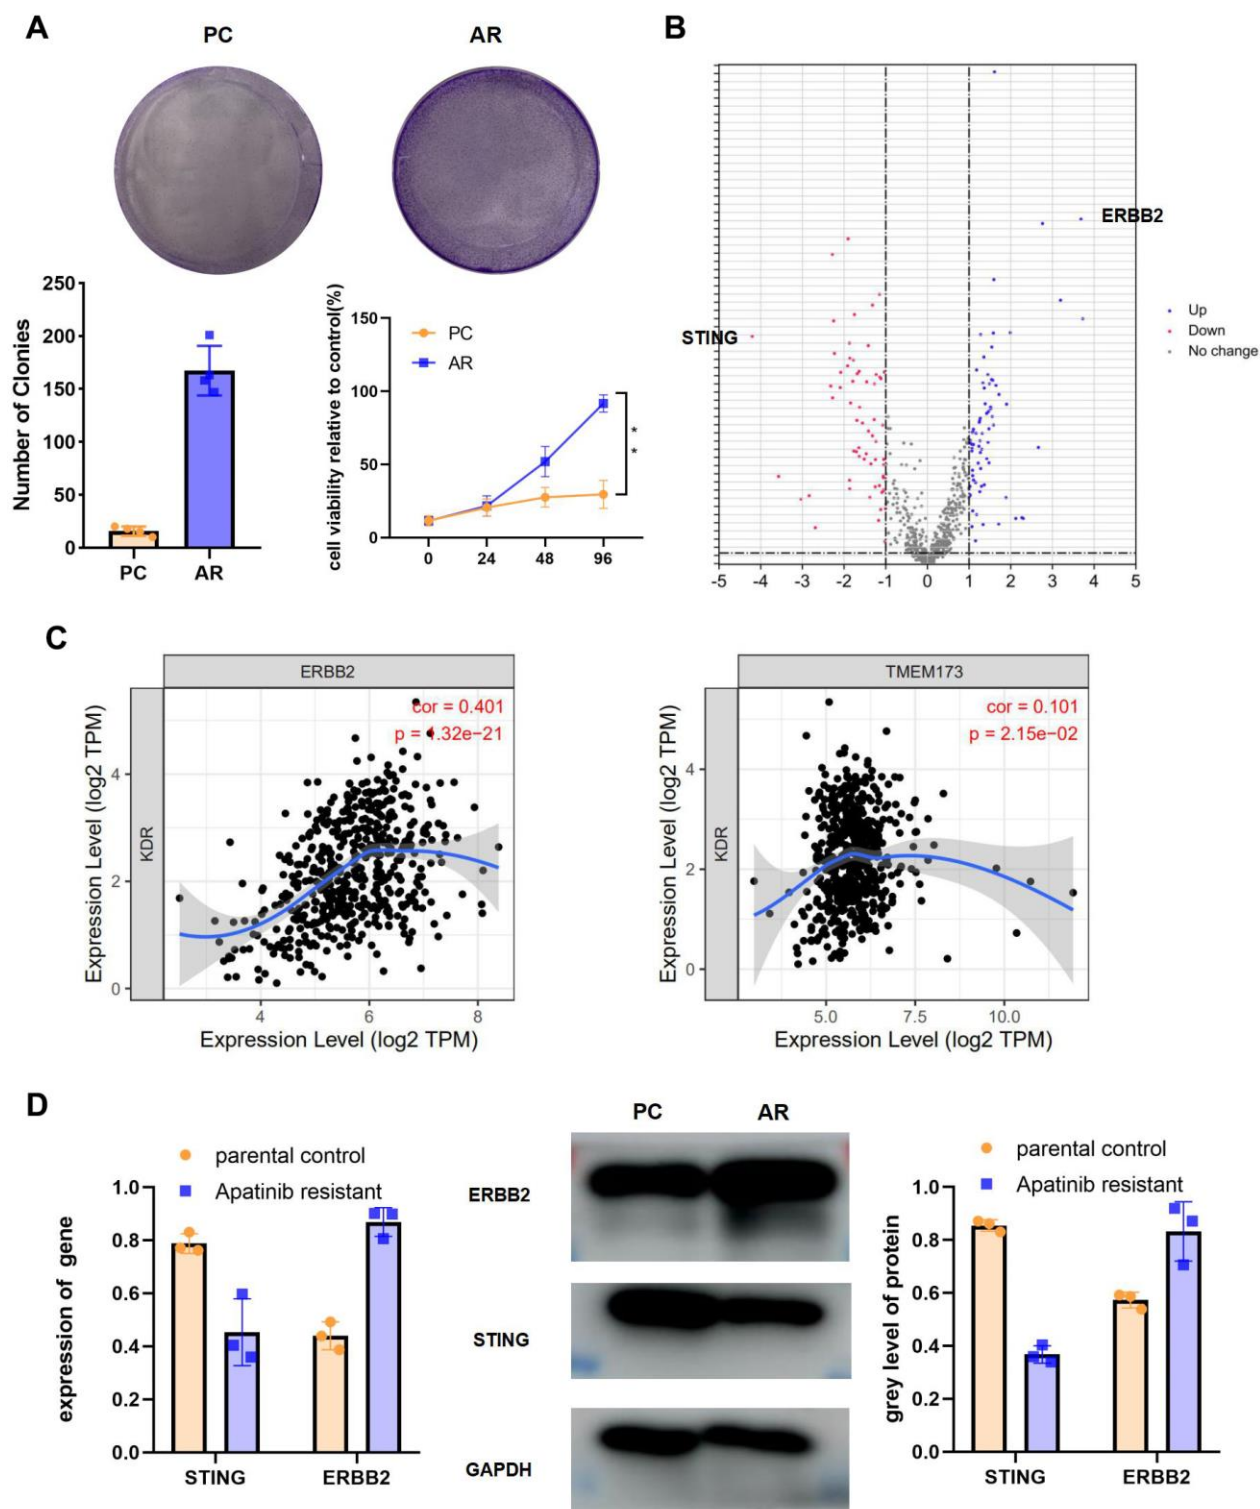 A
PC
AR
250
200
150
100
50
0
Number of Clonies
PC
AR
150
100
50
0
cell viability relative to control(%)
PC
AR
* *
0
24
48
96
B
ERBB2
STING
Up
Down
No change
-5
-4
-3
-2
-1
0
1
2
3
4
5
C
ERBB2
KDR
Expression Level (log2 TPM)
cor = 0.401
p = 1.32e−21
4
2
0
4
6
8
Expression Level (log2 TPM)
TMEM173
KDR
Expression Level (log2 TPM)
cor = 0.101
p = 2.15e−02
4
2
0
5.0
7.5
10.0
Expression Level (log2 TPM)
D
parental control
Apatinib resistant
1.0
0.8
0.6
0.4
0.2
0.0
expression of gene
STING
ERBB2
PC
AR
ERBB2
STING
GAPDH
parental control
Apatinib resistant
1.0
0.8
0.6
0.4
0.2
0.0
grey level of protein
STING
ERBB2